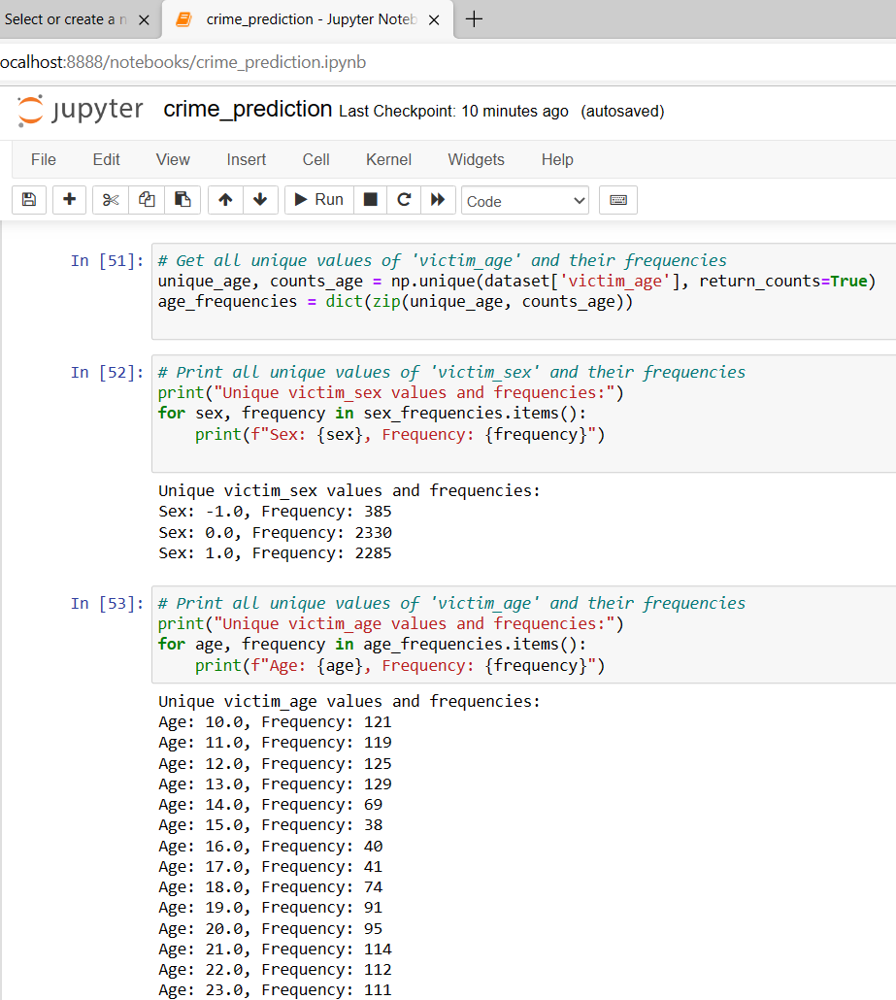 Select or create a n
crime_prediction - Jupyter Noteb
ocalhost:8888/notebooks/crime_prediction.ipynb
jupyter crime_prediction Last Checkpoint: 10 minutes ago (autosaved)
File Edit View Insert Cell Kernel Widgets Help
Run Code
In [51]: # Get all unique values of 'victim_age' and their frequencies
unique_age, counts_age = np.unique(dataset['victim_age'], return_counts=True)
age_frequencies = dict(zip(unique_age, counts_age))
In [52]: # Print all unique values of 'victim_sex' and their frequencies
print("Unique victim_sex values and frequencies:")
for sex, frequency in sex_frequencies.items():
    print(f"Sex: {sex}, Frequency: {frequency}")
Unique victim_sex values and frequencies:
Sex: -1.0, Frequency: 385
Sex: 0.0, Frequency: 2330
Sex: 1.0, Frequency: 2285
In [53]: # Print all unique values of 'victim_age' and their frequencies
print("Unique victim_age values and frequencies:")
for age, frequency in age_frequencies.items():
    print(f"Age: {age}, Frequency: {frequency}")
Unique victim_age values and frequencies:
Age: 10.0, Frequency: 121
Age: 11.0, Frequency: 119
Age: 12.0, Frequency: 125
Age: 13.0, Frequency: 129
Age: 14.0, Frequency: 69
Age: 15.0, Frequency: 38
Age: 16.0, Frequency: 40
Age: 17.0, Frequency: 41
Age: 18.0, Frequency: 74
Age: 19.0, Frequency: 91
Age: 20.0, Frequency: 95
Age: 21.0, Frequency: 114
Age: 22.0, Frequency: 112
Age: 23.0, Frequency: 111